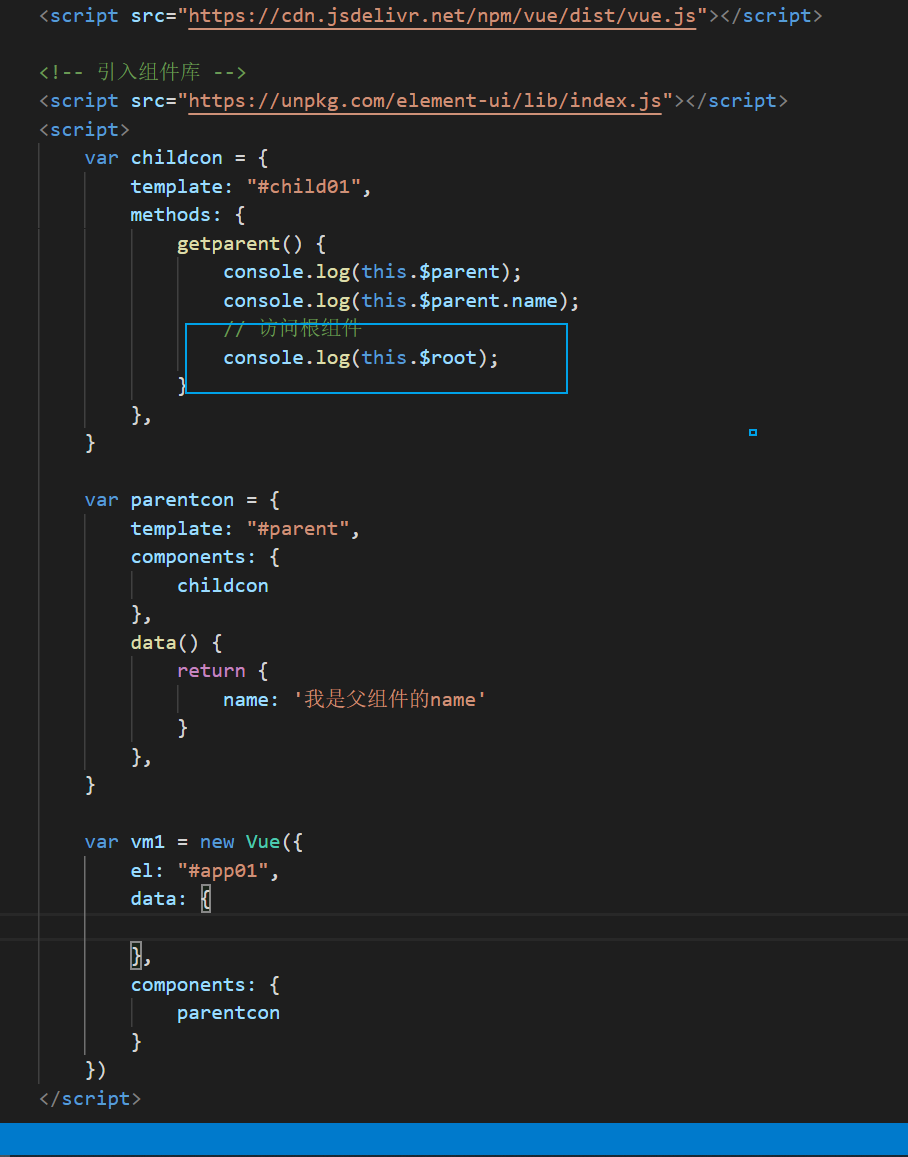 <script src="https://cdn.jsdelivr.net/npm/vue/dist/vue.js"></script>
<!-- 引入组件库 -->
<script src="https://unpkg.com/element-ui/lib/index.js"></script>
<script>
var childcon = {
template: "#child01",
methods: {
getparent() {
console.log(this.$parent);
console.log(this.$parent.name);
// 访问根组件
console.log(this.$root);
}
},
}
var parentcon = {
template: "#parent",
components: {
childcon
},
data() {
return {
name: '我是父组件的name'
}
},
}
var vm1 = new Vue({
el: "#app01",
data: {
},
components: {
parentcon
}
})
</script>